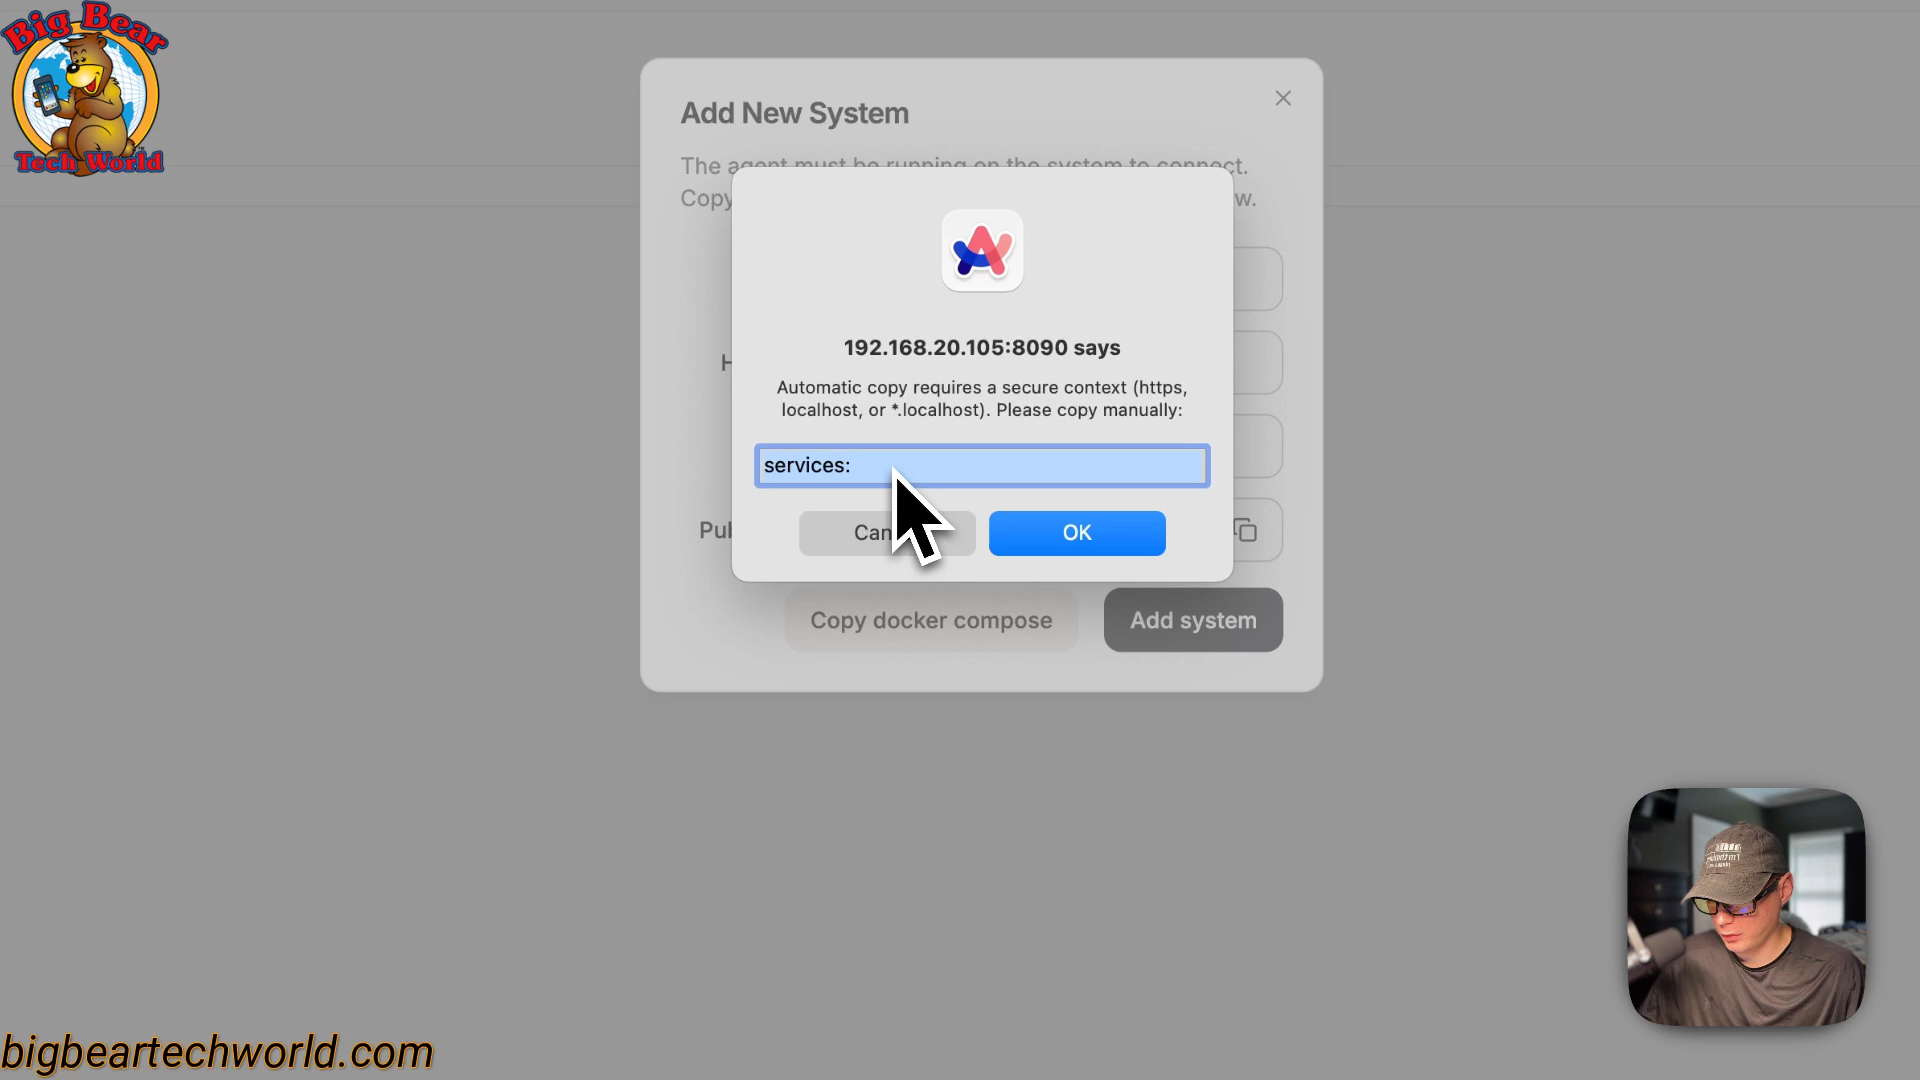 Big Bear
Tech World
Add New System
The agent must be running on the system to connect.
Copy
w.
192.168.20.105:8090 says
Automatic copy requires a secure context (https,
localhost, or *.localhost). Please copy manually:
services:
H
Can
OK
Pub
Copy docker compose
Add system
bigbeartechworld.com